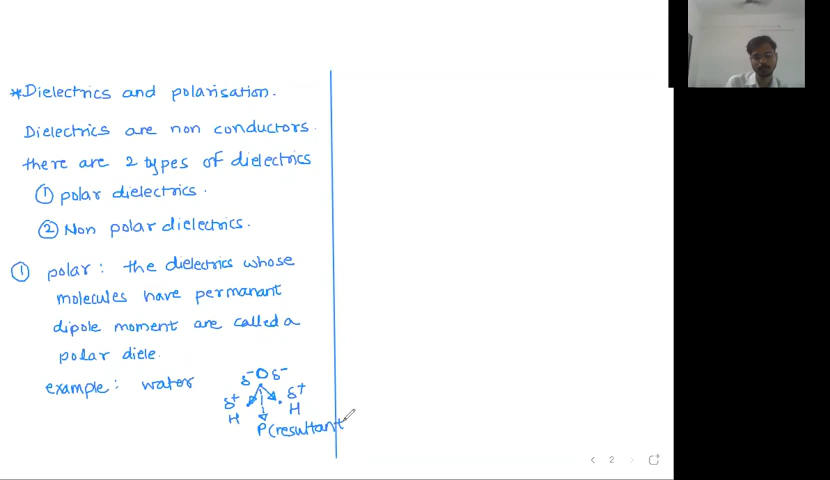 *Dielectrics and polarisation.
Dielectrics are non conductors.
there are 2 types of dielectrics
① polar dielectrics.
② Non polar dielectrics.
① polar: the dielectrics whose
molecules have permanant
dipole moment are called a
polar diele.
example: water
δ⁻ O δ⁻
δ⁺ δ⁺
H H
P(resultant
2